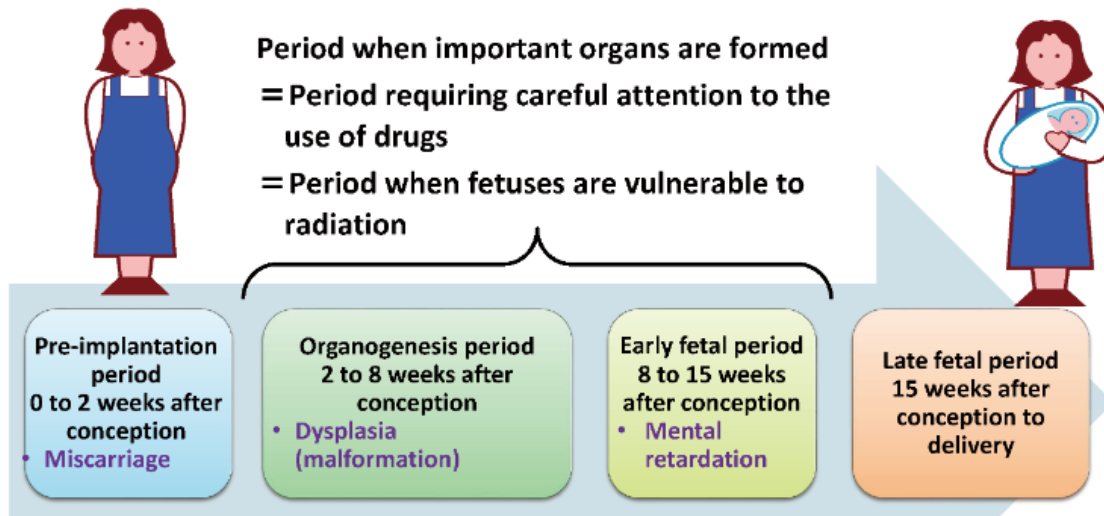 Period when important organs are formed
=Period requiring careful attention to the
use of drugs
=Period when fetuses are vulnerable to
radiation
Pre-implantation
period
0 to 2 weeks after
conception
• Miscarriage
Organogenesis period
2 to 8 weeks after
conception
• Dysplasia
(malformation)
Early fetal period
8 to 15 weeks
after conception
• Mental
retardation
Late fetal period
15 weeks after
conception to
delivery